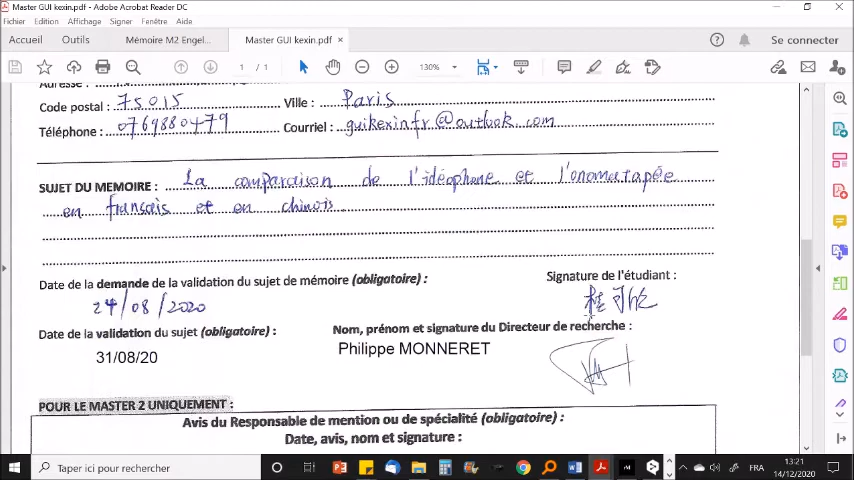 Master GUI kexin.pdf - Adobe Acrobat Reader DC
Fichier Edition Affichage Signer Fenêtre Aide
Accueil Outils Mémoire M2 Engel... Master GUI kexin.pdf × Se connecter
1 / 1 130%
Adresse :
Code postal : 75015 Ville : Paris
Téléphone : 0769880479 Courriel : guikexinfr@outlook.com
SUJET DU MEMOIRE : La comparaison de l'idéophone et l'onomatapée
en fransais et en chinois.
Date de la demande de la validation du sujet de mémoire (obligatoire) : Signature de l'étudiant :
24/08/2020 桂可欣
Date de la validation du sujet (obligatoire) : Nom, prénom et signature du Directeur de recherche :
31/08/20 Philippe MONNERET
POUR LE MASTER 2 UNIQUEMENT :
Avis du Responsable de mention ou de spécialité (obligatoire) :
Date, avis, nom et signature :
Taper ici pour rechercher FRA 13:21
14/12/2020